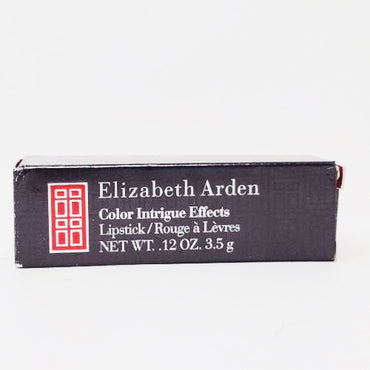 Elizabeth Arden
Color Intrigue Effects
Lipstick/Rouge à Lèvres
NET WT. .12 OZ. 3.5 g